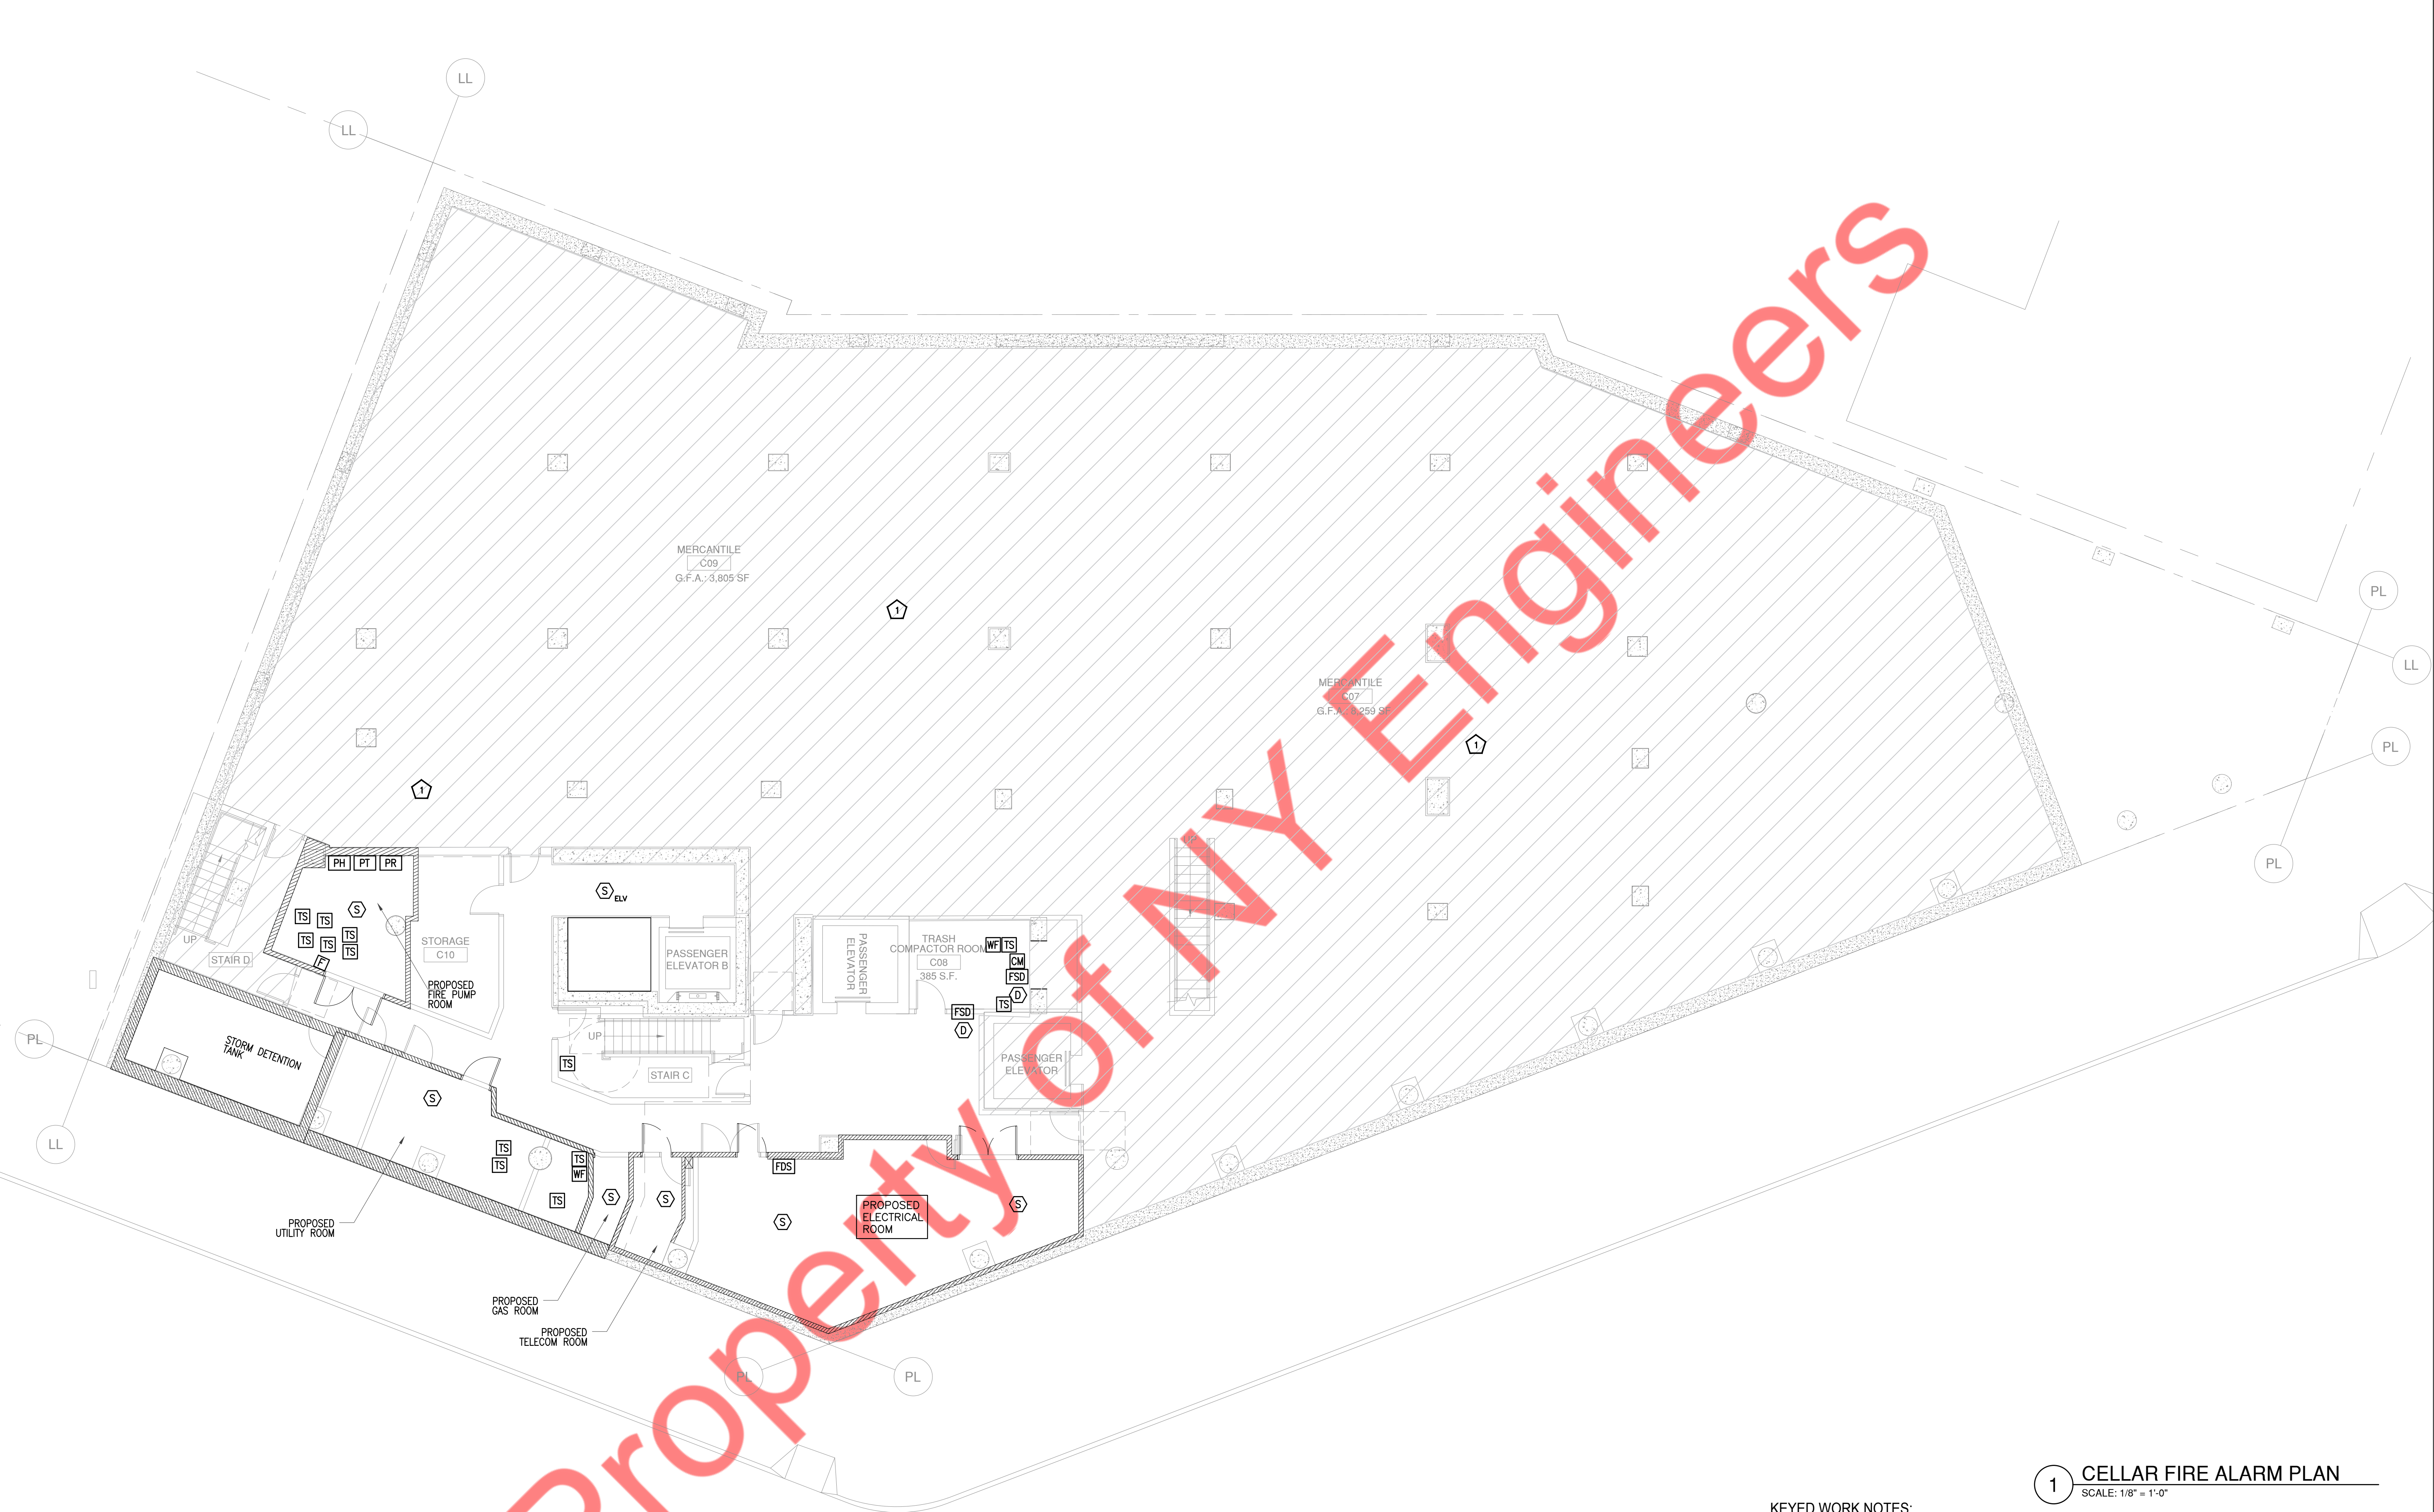 LL
LL
MERCANTILE
C09
G.F.A.: 3,805 SF
1
PL
LL
MERCANTILE
C07
G.F.A.: 259 SF
1
PL
1
UP
PL
PH PT PR
S
ELV
TS TS S
TS TS TS
TS
F
UP
STAIR D
STORAGE
C10
PROPOSED
FIRE PUMP
ROOM
PASSENGER
ELEVATOR B
PASSENGER
ELEVATOR
TRASH
COMPACTOR ROOM
C08
385 S.F.
WF TS
CM
FSD
D
TS
FSD
D
PL
STORM DETENTION
TANK
UP
TS
STAIR C
PASSENGER
ELEVATOR
S
LL
TS
TS
TS
WF
TS
S
S
FDS
S
PROPOSED
ELECTRICAL
ROOM
S
PROPOSED
UTILITY ROOM
PROPOSED
GAS ROOM
PROPOSED
TELECOM ROOM
PL
PL
Property of NY Engineers
1
CELLAR FIRE ALARM PLAN
SCALE: 1/8" = 1'-0"
KEYED WORK NOTES: